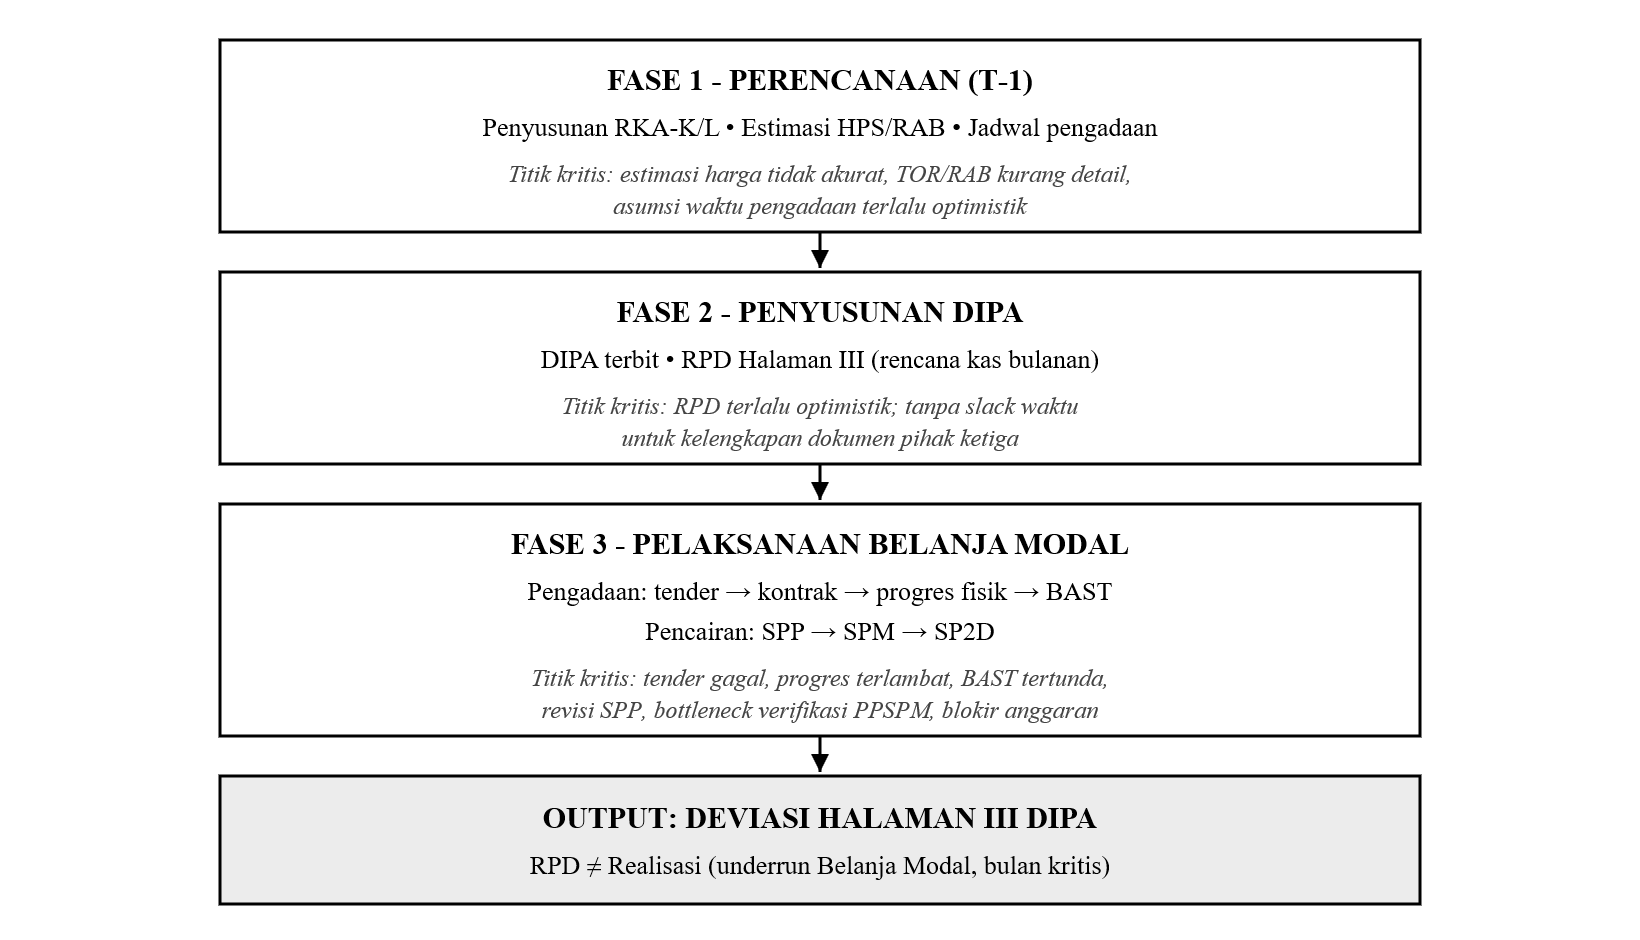 FASE 1 - PERENCANAAN (T-1)
Penyusunan RKA-K/L • Estimasi HPS/RAB • Jadwal pengadaan
Titik kritis: estimasi harga tidak akurat, TOR/RAB kurang detail,
asumsi waktu pengadaan terlalu optimistik
FASE 2 - PENYUSUNAN DIPA
DIPA terbit • RPD Halaman III (rencana kas bulanan)
Titik kritis: RPD terlalu optimistik; tanpa slack waktu
untuk kelengkapan dokumen pihak ketiga
FASE 3 - PELAKSANAAN BELANJA MODAL
Pengadaan: tender → kontrak → progres fisik → BAST
Pencairan: SPP → SPM → SP2D
Titik kritis: tender gagal, progres terlambat, BAST tertunda,
revisi SPP, bottleneck verifikasi PPSPM, blokir anggaran
OUTPUT: DEVIASI HALAMAN III DIPA
RPD ≠ Realisasi (underrun Belanja Modal, bulan kritis)